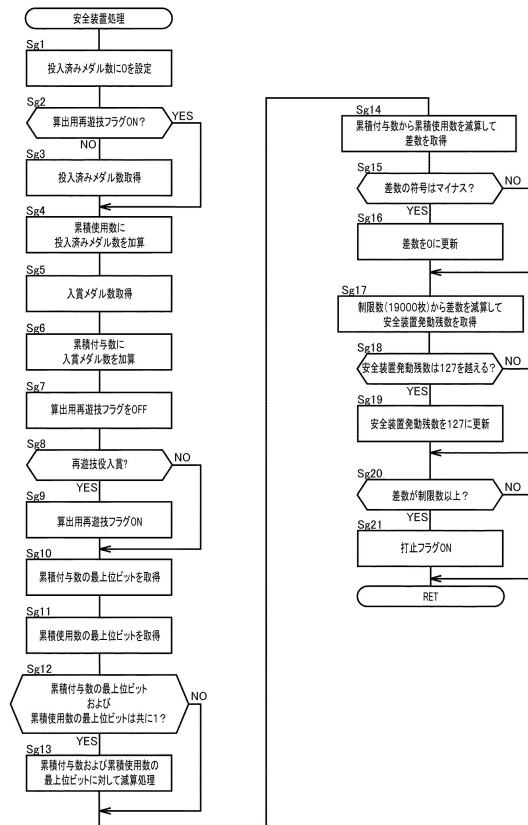 安全装置処理
Sg1
投入済みメダル数に0を設定
Sg2
算出用再遊技フラグON?
YES
NO
Sg3
投入済みメダル数取得
Sg4
累積使用数に
投入済みメダル数を加算
Sg5
入賞メダル数取得
Sg6
累積付与数に
入賞メダル数を加算
Sg7
算出用再遊技フラグをOFF
Sg8
再遊技役入賞?
NO
YES
Sg9
算出用再遊技フラグON
Sg10
累積付与数の最上位ビットを取得
Sg11
累積使用数の最上位ビットを取得
Sg12
累積付与数の最上位ビット
および
累積使用数の最上位ビットは共に1?
NO
YES
Sg13
累積付与数および累積使用数の
最上位ビットに対して減算処理
Sg14
累積付与数から累積使用数を減算して
差数を取得
Sg15
差数の符号はマイナス?
NO
YES
Sg16
差数を0に更新
Sg17
制限数(19000枚)から差数を減算して
安全装置発動残数を取得
Sg18
安全装置発動残数は127を越える?
NO
YES
Sg19
安全装置発動残数を127に更新
Sg20
差数が制限数以上?
NO
YES
Sg21
打止フラグON
RET